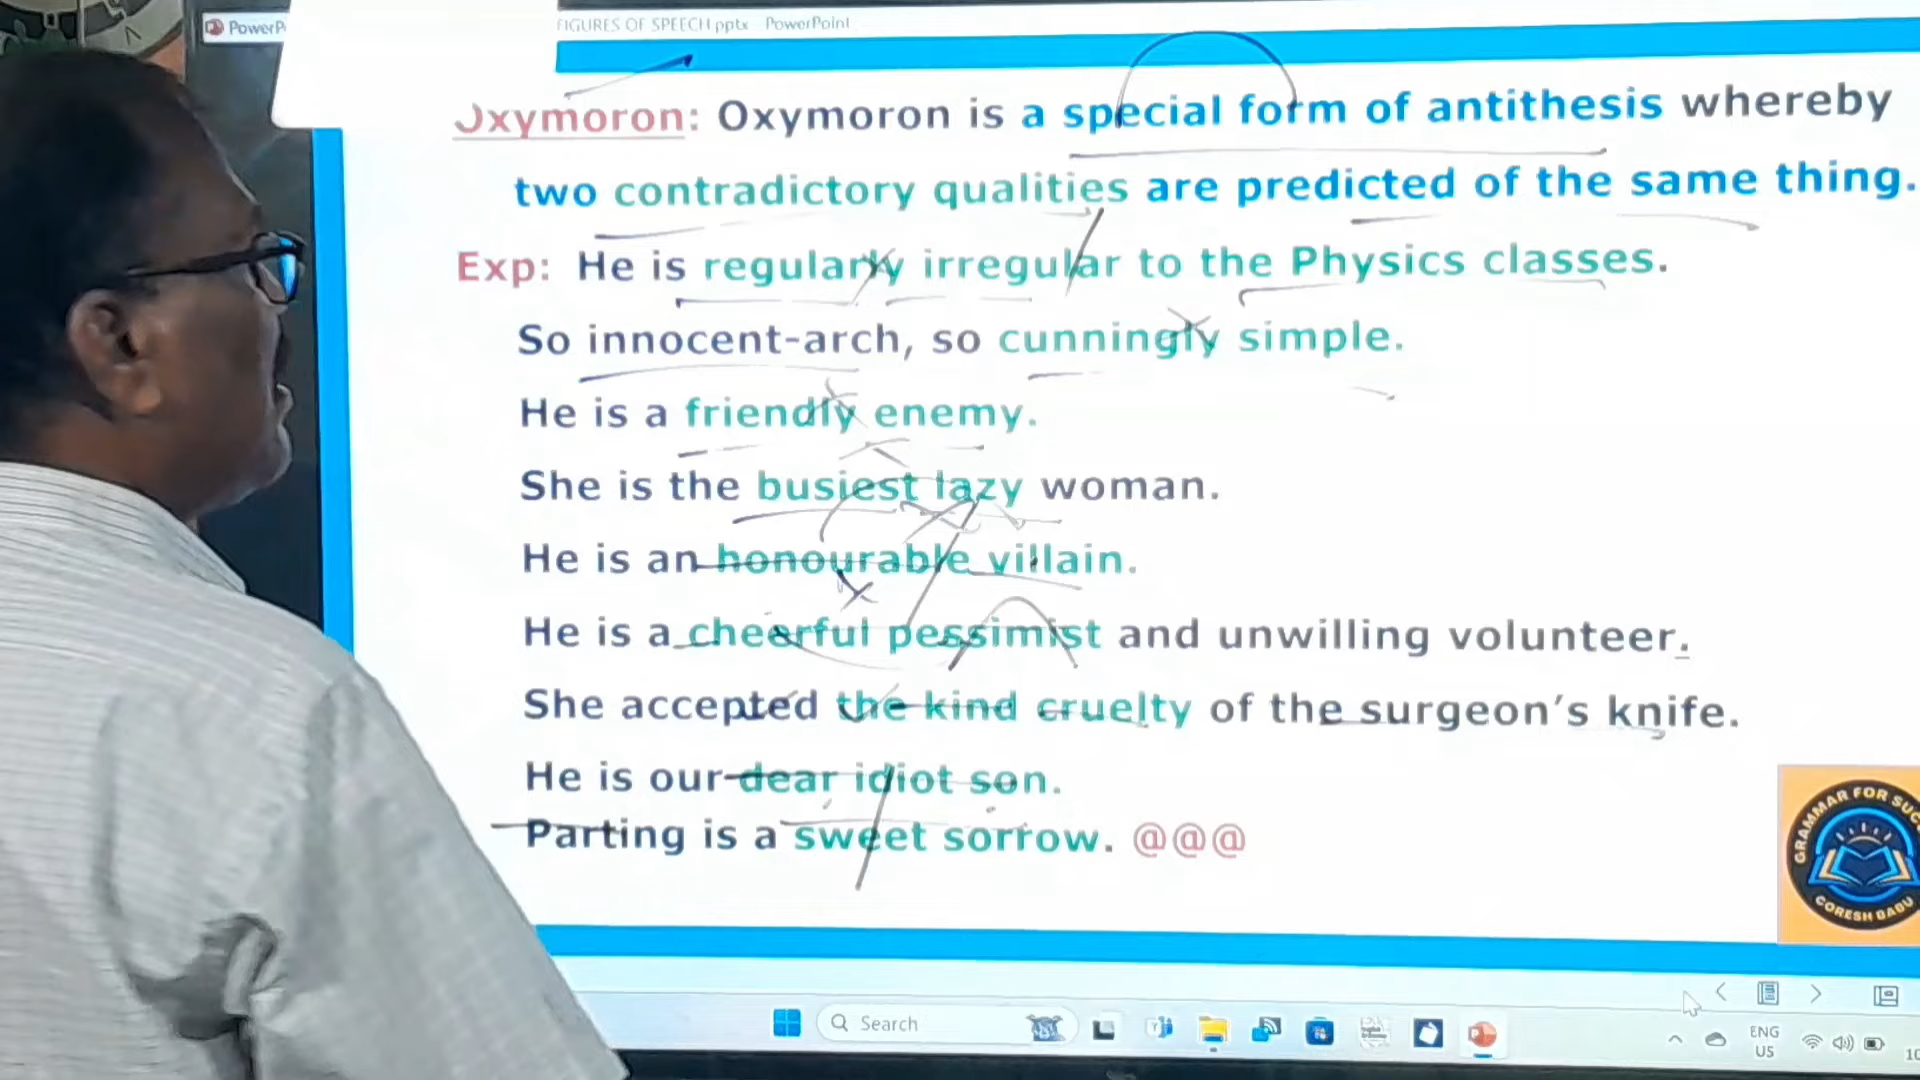 PowerP
FIGURES OF SPEECH.pptx - PowerPoint
Oxymoron: Oxymoron is a special form of antithesis whereby
two contradictory qualities are predicted of the same thing.
Exp: He is regularly irregular to the Physics classes.
So innocent-arch, so cunningly simple.
He is a friendly enemy.
She is the busiest lazy woman.
He is an honourable villain.
He is a cheerful pessimist and unwilling volunteer.
She accepted the kind cruelty of the surgeon's knife.
He is our dear idiot son.
Parting is a sweet sorrow. @@@
GRAMMAR FOR SUC
CORESH BABU
Search
ENG
US